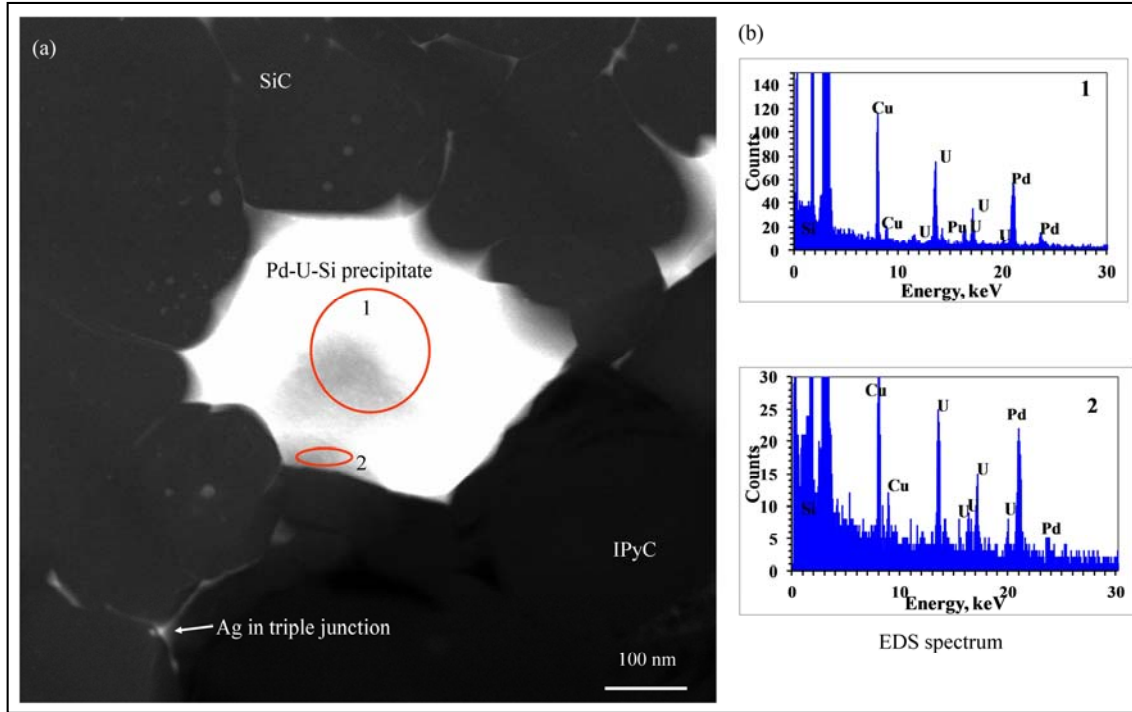 (a)
SiC
Pd-U-Si precipitate
1
2
IPyC
Ag in triple junction
100 nm
(b)
1
140
120
100
80
60
40
20
0
Counts
Si
Cu
Cu
U
U
Pu
U
U
U
Pd
Pd
0 10 20 30
Energy, keV
2
30
25
20
15
10
5
0
Counts
Si
Cu
Cu
U
U
U
U
U
Pd
Pd
0 10 20 30
Energy, keV
EDS spectrum